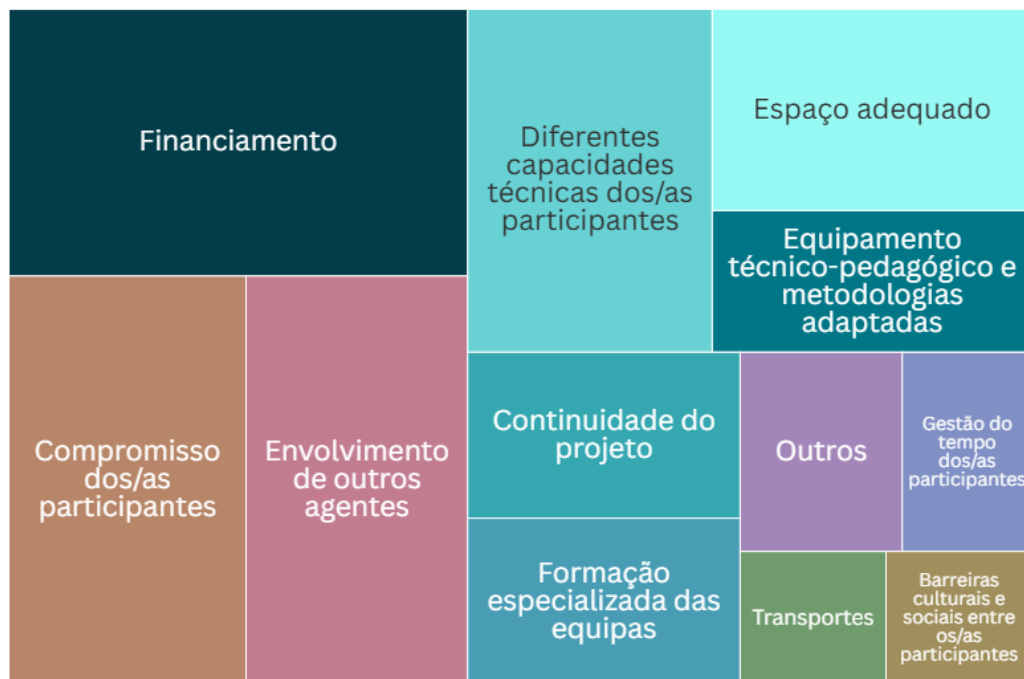 Financiamento
Diferentes
capacidades
técnicas dos/as
participantes
Espaço adequado
Equipamento
técnico-pedagógico e
metodologias
adaptadas
Compromisso
dos/as
participantes
Envolvimento
de outros
agentes
Continuidade do
projeto
Outros
Gestão do
tempo
dos/as
participantes
Formação
especializada das
equipas
Transportes
Barreiras
culturais e
sociais entre
os/as
participantes